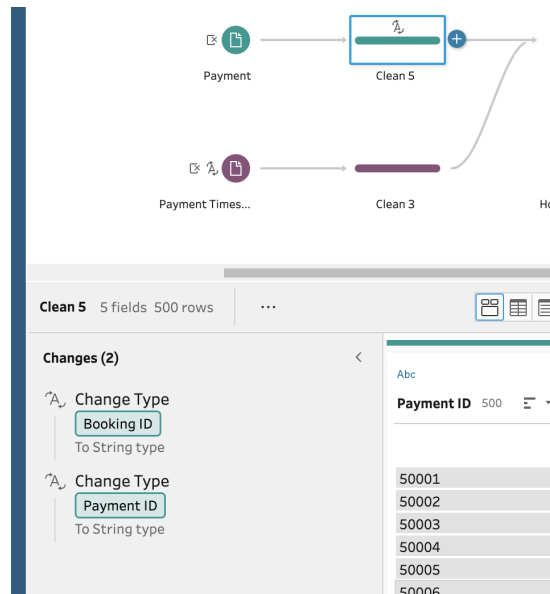 Payment
Clean 5
Payment Times...
Clean 3
Clean 5 5 fields 500 rows
...
Changes (2)
Change Type
Booking ID
To String type
Change Type
Payment ID
To String type
Abc
Payment ID 500
50001
50002
50003
50004
50005
50006